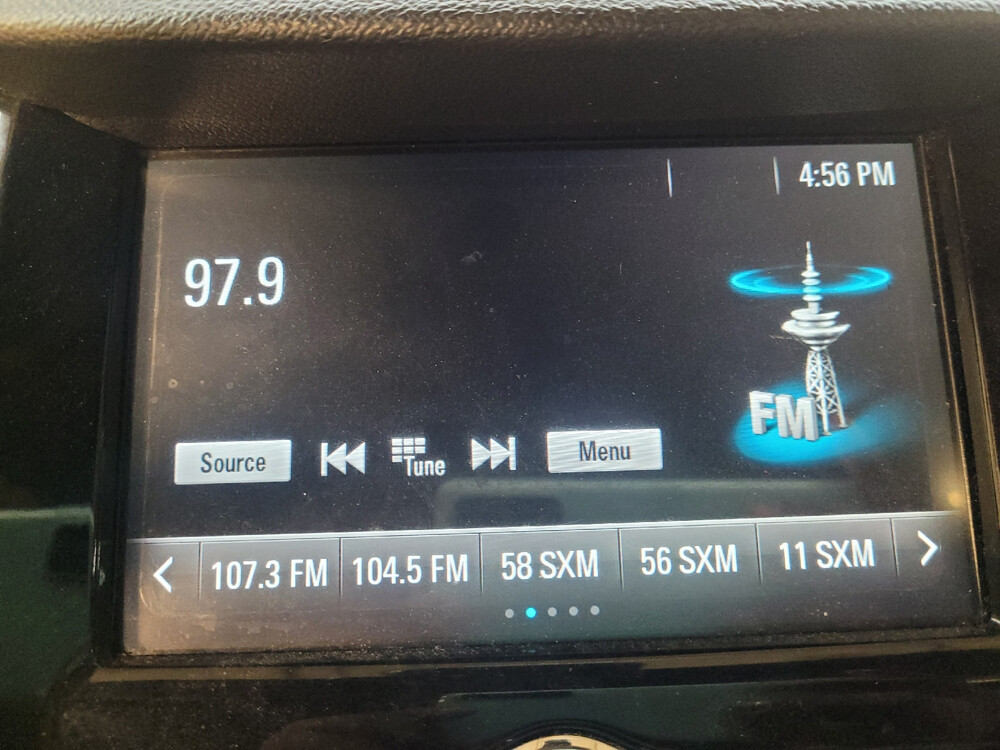 4:56 PM
97.9
FM
Source
Tune
Menu
107.3 FM
104.5 FM
58 SXM
56 SXM
11 SXM